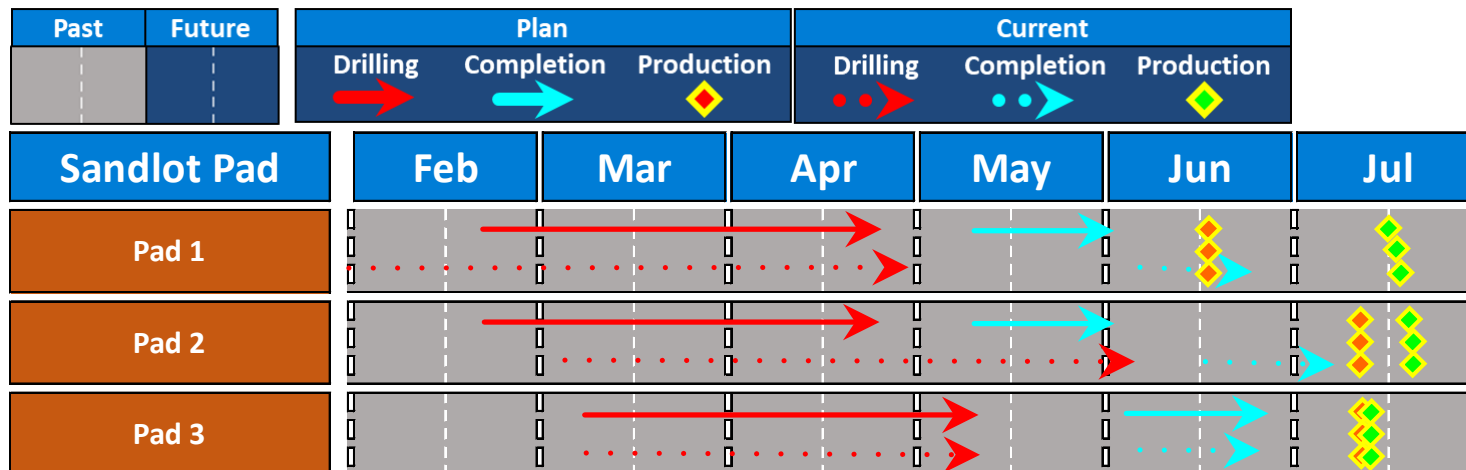 Past Future Plan Current
Drilling Completion Production Drilling Completion Production
Sandlot Pad Feb Mar Apr May Jun Jul
Pad 1
Pad 2
Pad 3